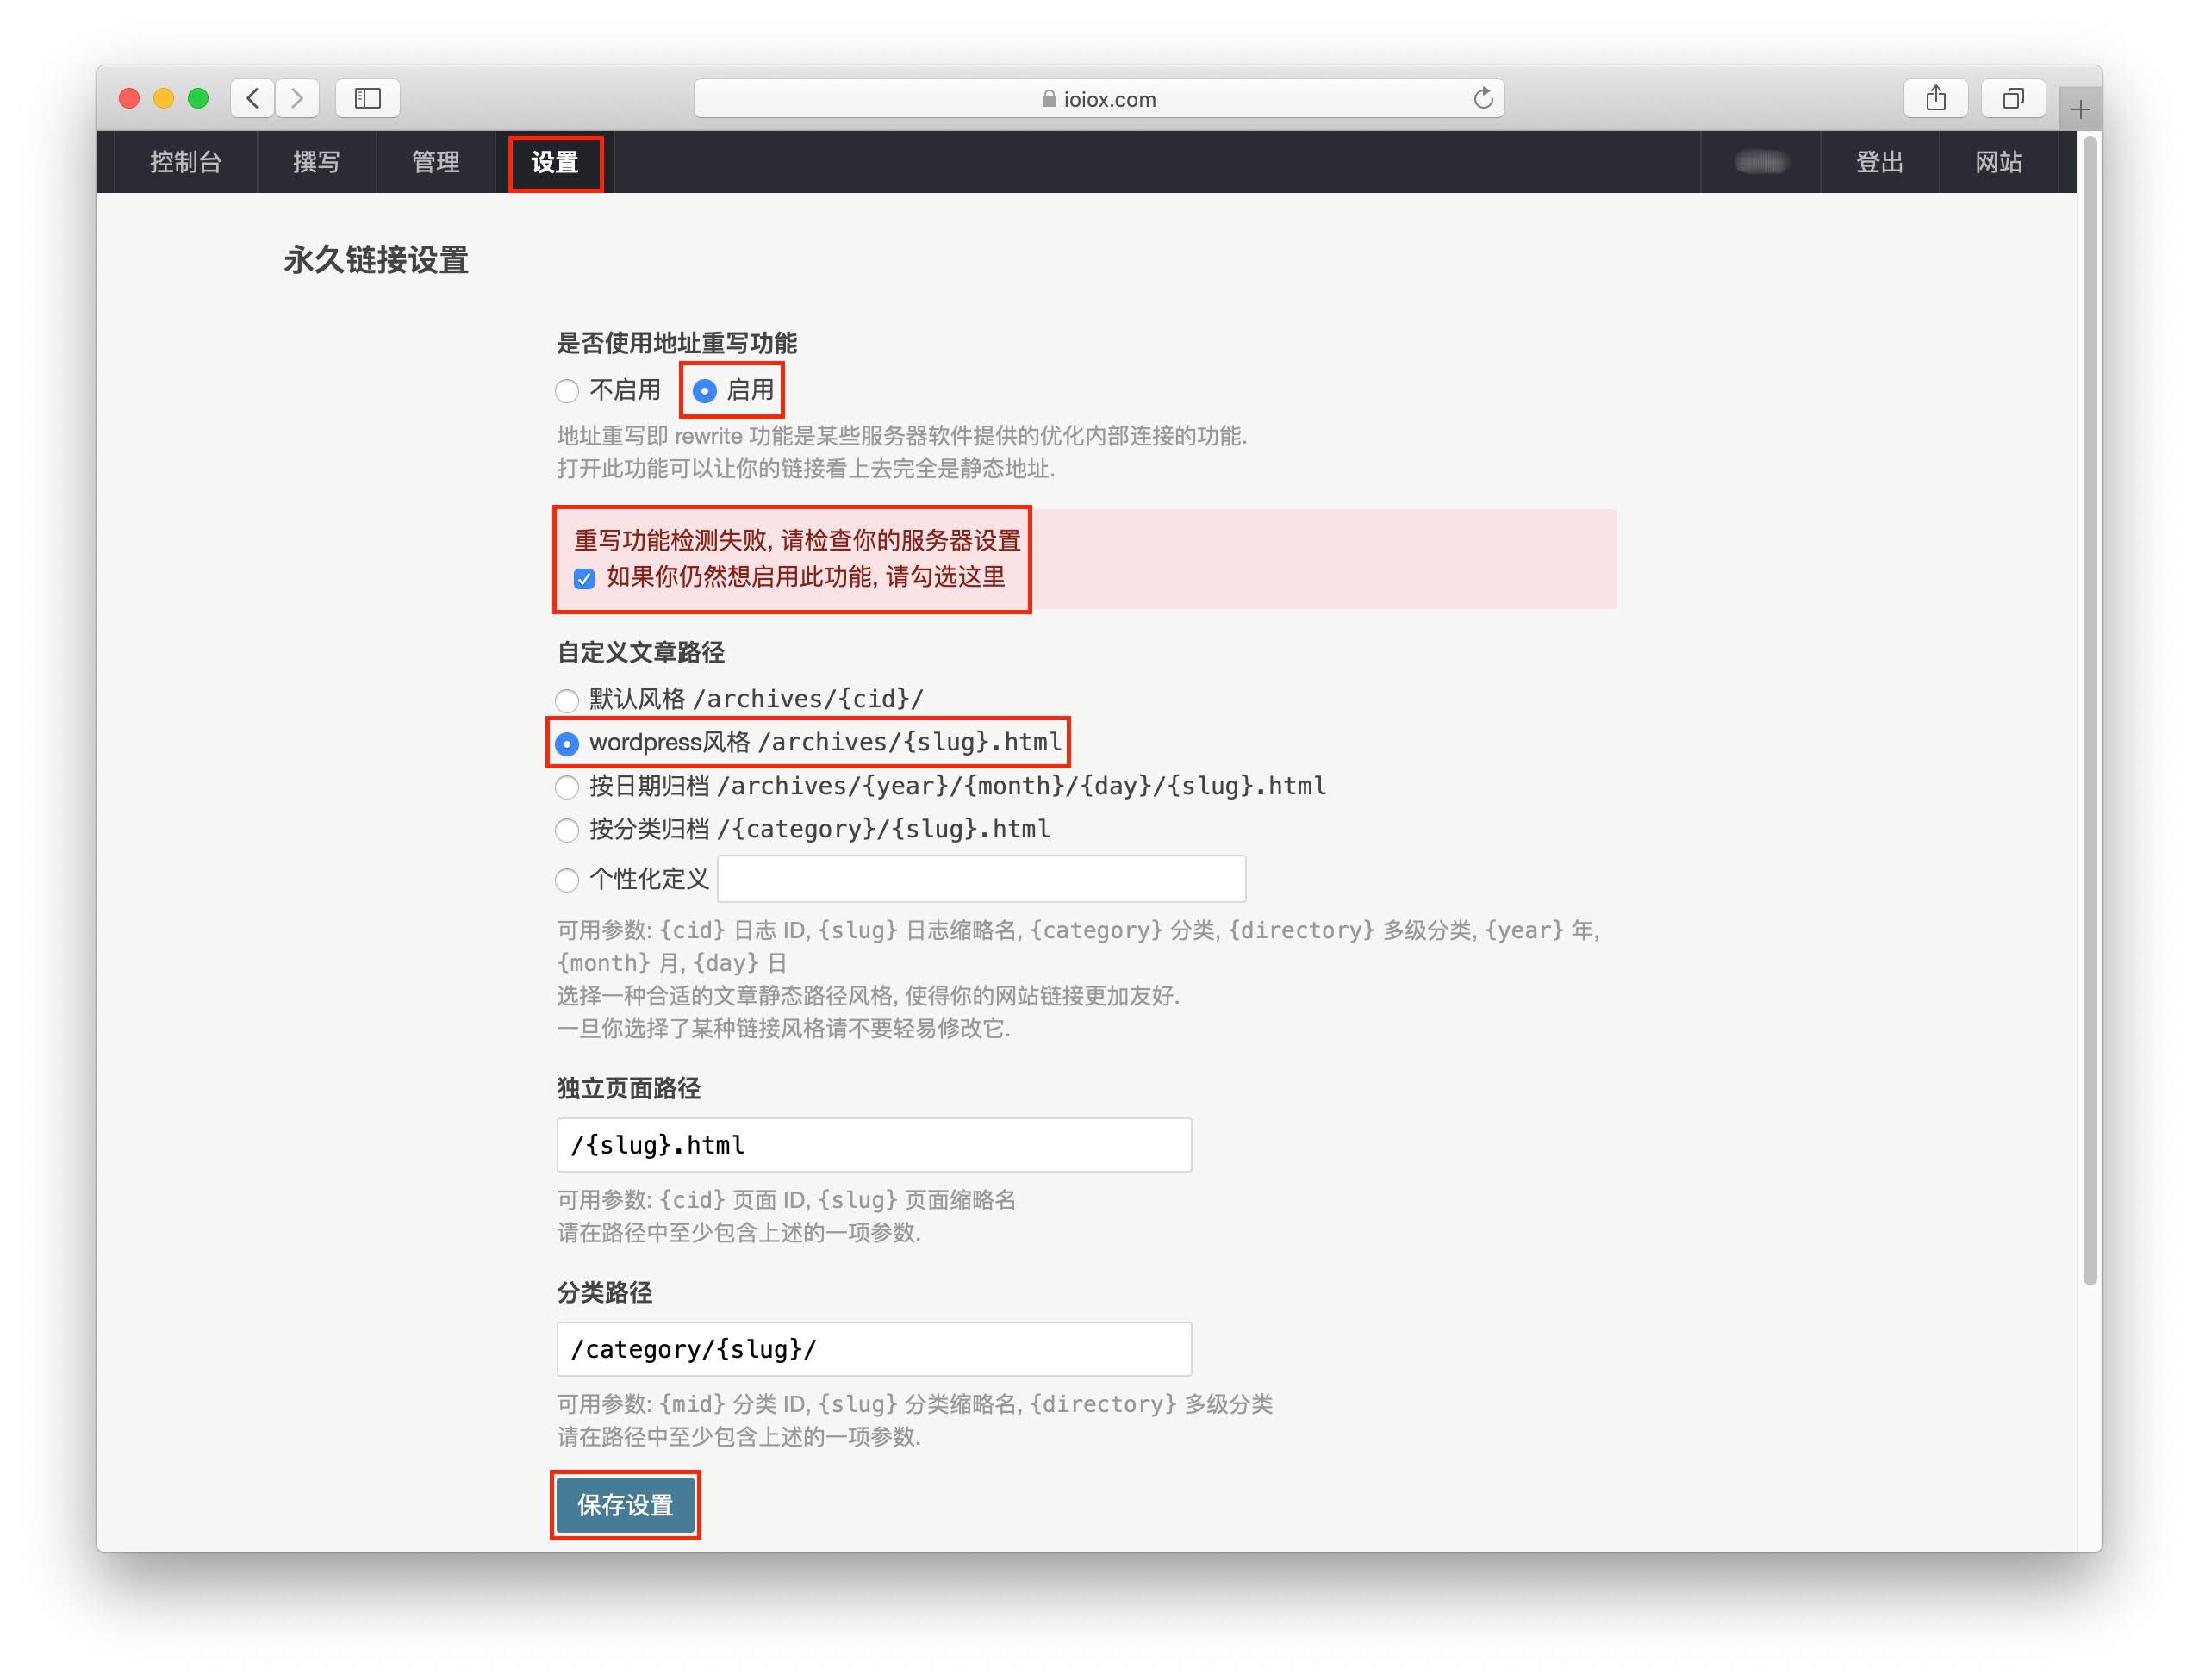 ioiox.com
控制台 撰写 管理 设置 登出 网站
永久链接设置
是否使用地址重写功能
不启用 启用
地址重写即 rewrite 功能是某些服务器软件提供的优化内部连接的功能.
打开此功能可以让你的链接看上去完全是静态地址.
重写功能检测失败, 请检查你的服务器设置
如果你仍然想启用此功能, 请勾选这里
自定义文章路径
默认风格 /archives/{cid}/
wordpress风格 /archives/{slug}.html
按日期归档 /archives/{year}/{month}/{day}/{slug}.html
按分类归档 /{category}/{slug}.html
个性化定义
可用参数: {cid} 日志 ID, {slug} 日志缩略名, {category} 分类, {directory} 多级分类, {year} 年,
{month} 月, {day} 日
选择一种合适的文章静态路径风格, 使得你的网站链接更加友好.
一旦你选择了某种链接风格请不要轻易修改它.
独立页面路径
/{slug}.html
可用参数: {cid} 页面 ID, {slug} 页面缩略名
请在路径中至少包含上述的一项参数.
分类路径
/category/{slug}/
可用参数: {mid} 分类 ID, {slug} 分类缩略名, {directory} 多级分类
请在路径中至少包含上述的一项参数.
保存设置